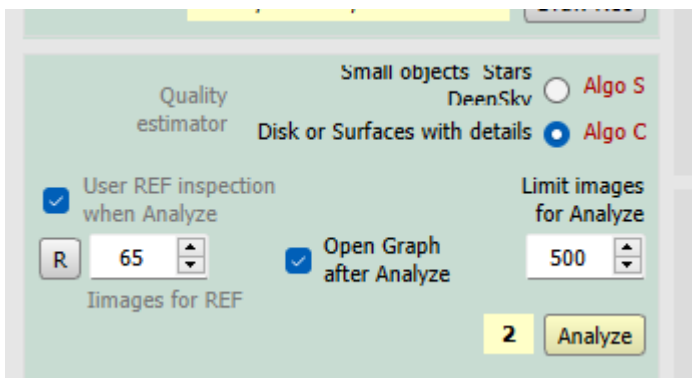 Small objects Stars
DeepSky
Algo S
Quality
estimator
Disk or Surfaces with details
Algo C
User REF inspection
when Analyze
Limit images
for Analyze
R
65
Open Graph
after Analyze
500
Iimages for REF
2
Analyze